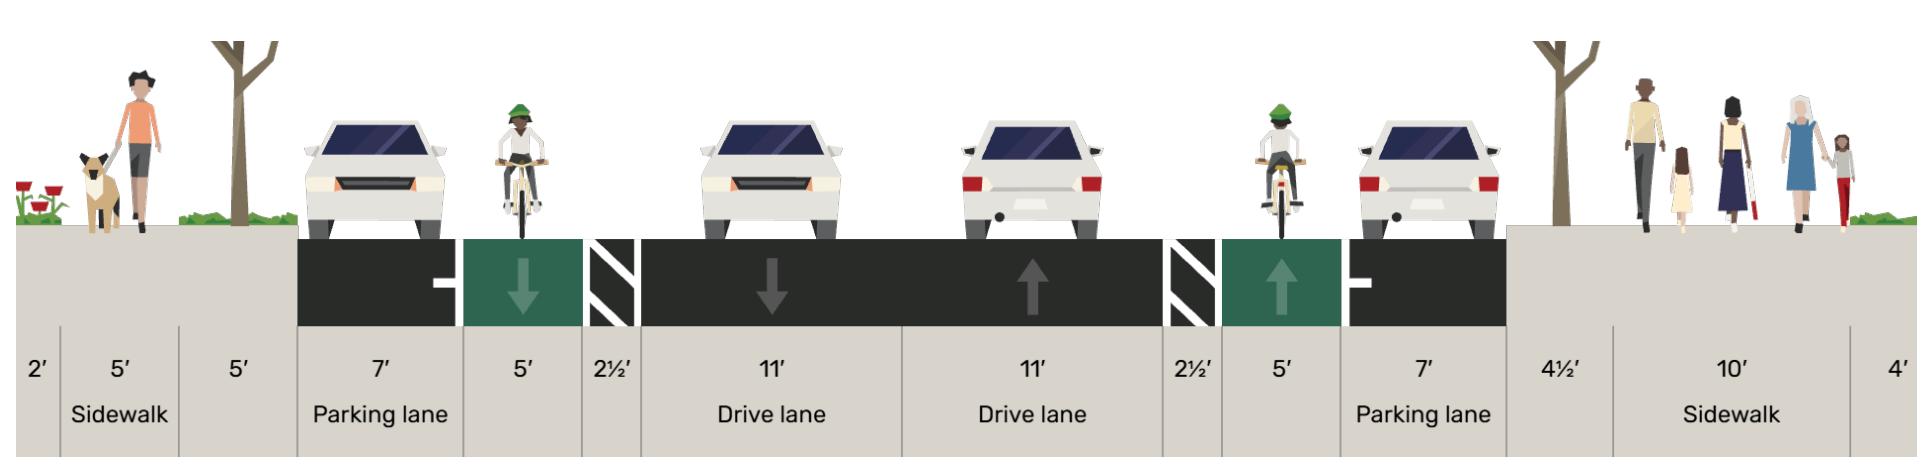 2′ 5′ 5′ 7′ 5′ 2½′ 11′ 11′ 2½′ 5′ 7′ 4½′ 10′ 4′
Sidewalk Parking lane Drive lane Drive lane Parking lane Sidewalk